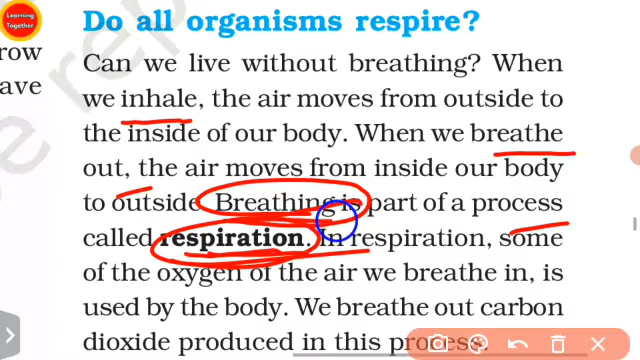 Learning
Together
Do all organisms respire?
row
ave
Can we live without breathing? When
we inhale, the air moves from outside to
the inside of our body. When we breathe
out, the air moves from inside our body
to outside. Breathing is part of a process
called respiration. In respiration, some
of the oxygen of the air we breathe in, is
used by the body. We breathe out carbon
dioxide produced in this process.